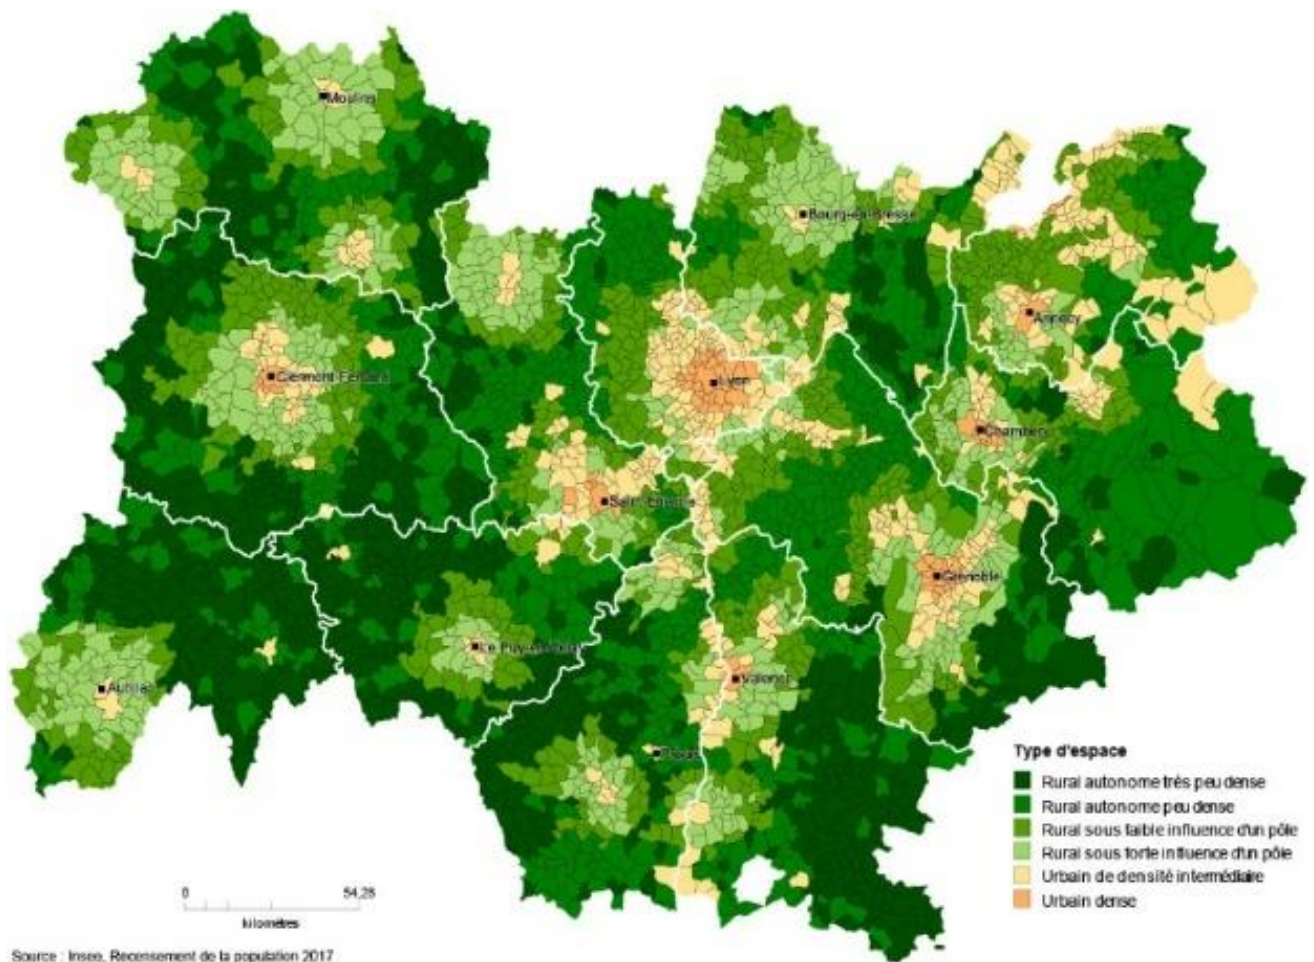 Moulins
Bourg-en-Bresse
Annecy
Clermont-Ferrand
Lyon
Chambéry
Saint-Etienne
Grenoble
Le Puy-en-Velay
Aurillac
Valence
Privas
Type d'espace
Rural autonome très peu dense
Rural autonome peu dense
Rural sous faible influence d'un pôle
Rural sous forte influence d'un pôle
Urbain de densité intermédiaire
Urbain dense
0 54,28
kilomètres
Source : Insee, Recensement de la population 2017